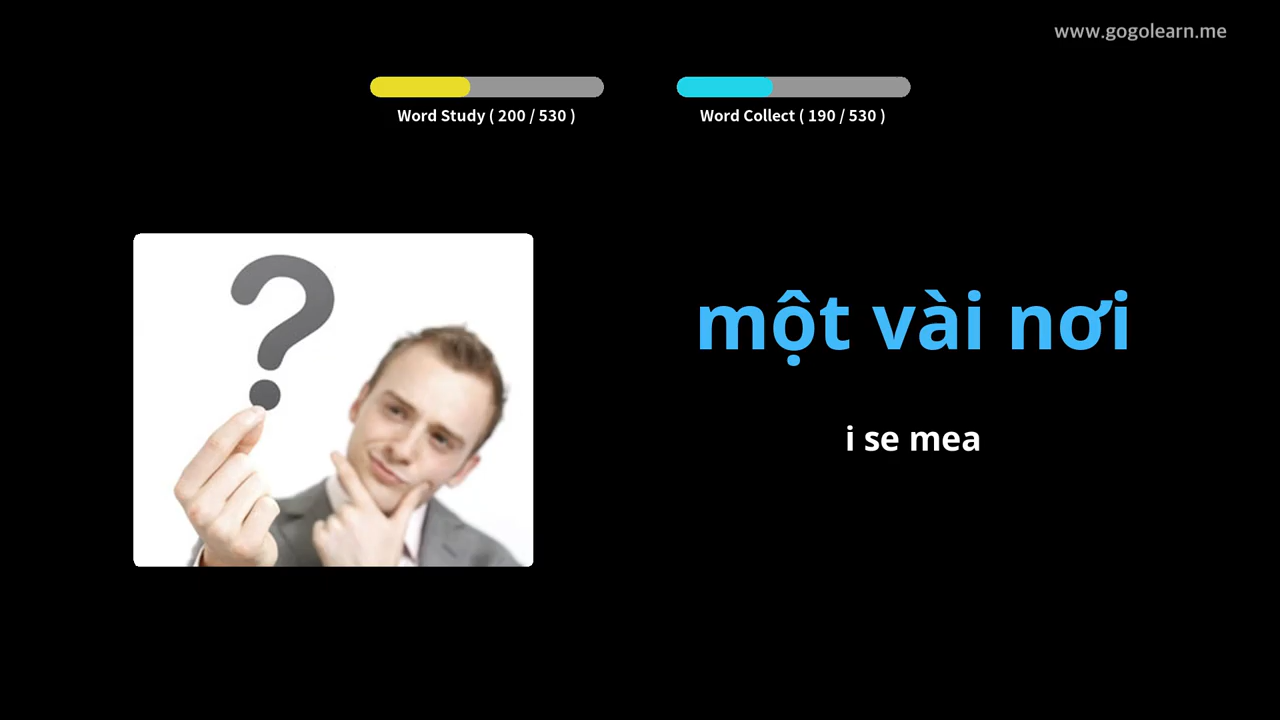 www.gogolearn.me
Word Study ( 200 / 530 )
Word Collect ( 190 / 530 )
một vài nơi
i se mea